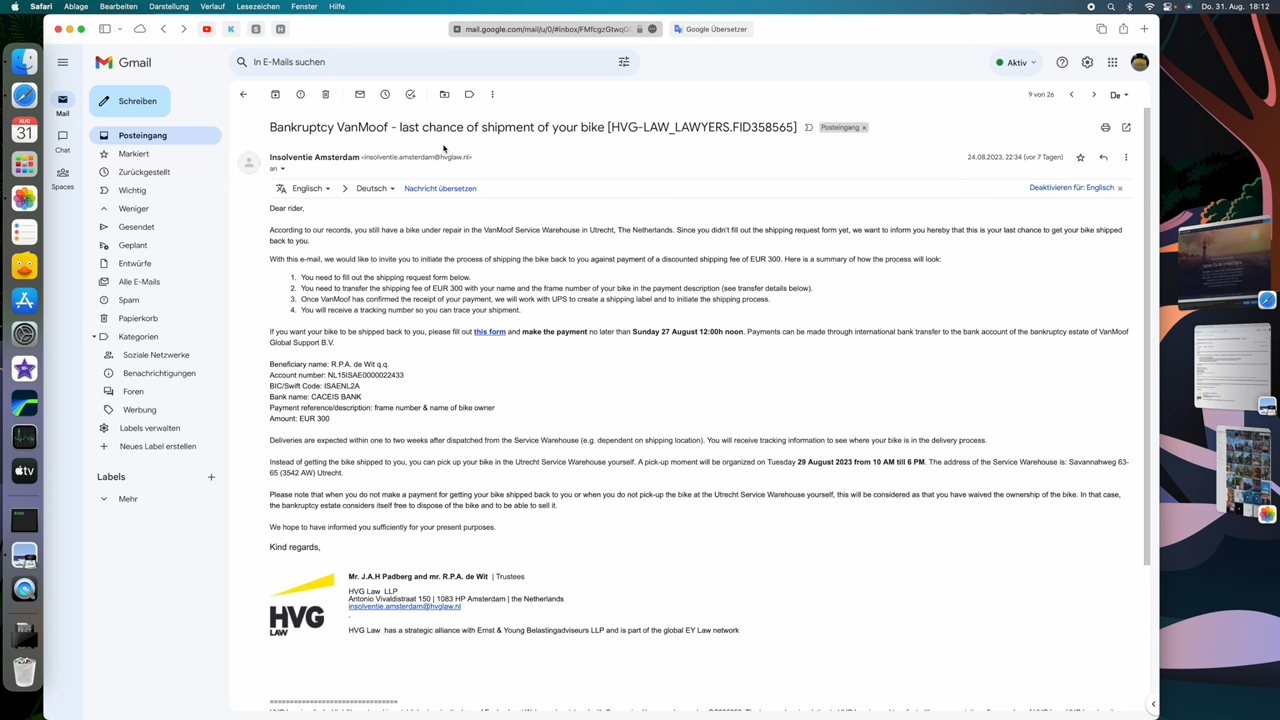 Safari Ablage Bearbeiten Darstellung Verlauf Lesezeichen Fenster Hilfe
Do. 31. Aug. 18:12
mail.google.com/mail/u/0/#inbox/FMfcgzGtwqG
Google Übersetzer
Gmail
In E-Mails suchen
Aktiv
Schreiben
Mail
Chat
Spaces
AUG
31
Posteingang
Markiert
Zurückgestellt
Wichtig
Weniger
Gesendet
Geplant
Entwürfe
Alle E-Mails
Spam
Papierkorb
Kategorien
Soziale Netzwerke
Benachrichtigungen
Foren
Werbung
Labels verwalten
Neues Label erstellen
Labels
Mehr
9 von 26
De
Bankruptcy VanMoof - last chance of shipment of your bike [HVG-LAW_LAWYERS.FID358565]
Posteingang x
Insolventie Amsterdam <insolventie.amsterdam@hvglaw.nl>
24.08.2023, 22:34 (vor 7 Tagen)
an
Englisch > Deutsch Nachricht übersetzen
Deaktivieren für: Englisch x
Dear rider,
According to our records, you still have a bike under repair in the VanMoof Service Warehouse in Utrecht, The Netherlands. Since you didn't fill out the shipping request form yet, we want to inform you hereby that this is your last chance to get your bike shipped
back to you.
With this e-mail, we would like to invite you to initiate the process of shipping the bike back to you against payment of a discounted shipping fee of EUR 300. Here is a summary of how the process will look:
1. You need to fill out the shipping request form below.
2. You need to transfer the shipping fee of EUR 300 with your name and the frame number of your bike in the payment description (see transfer details below).
3. Once VanMoof has confirmed the receipt of your payment, we will work with UPS to create a shipping label and to initiate the shipping process.
4. You will receive a tracking number so you can trace your shipment.
If you want your bike to be shipped back to you, please fill out this form and make the payment no later than Sunday 27 August 12:00h noon. Payments can be made through international bank transfer to the bank account of the bankruptcy estate of VanMoof
Global Support B.V.
Beneficiary name: R.P.A. de Wit q.q.
Account number: NL15ISAE0000022433
BIC/Swift Code: ISAENL2A
Bank name: CACEIS BANK
Payment reference/description: frame number & name of bike owner
Amount: EUR 300
Deliveries are expected within one to two weeks after dispatched from the Service Warehouse (e.g. dependent on shipping location). You will receive tracking information to see where your bike is in the delivery process.
Instead of getting the bike shipped to you, you can pick up your bike in the Utrecht Service Warehouse yourself. A pick-up moment will be organized on Tuesday 29 August 2023 from 10 AM till 6 PM. The address of the Service Warehouse is: Savannahweg 63-
65 (3542 AW) Utrecht.
Please note that when you do not make a payment for getting your bike shipped back to you or when you do not pick-up the bike at the Utrecht Service Warehouse yourself, this will be considered as that you have waived the ownership of the bike. In that case,
the bankruptcy estate considers itself free to dispose of the bike and to be able to sell it.
We hope to have informed you sufficiently for your present purposes.
Kind regards,
HVG
LAW
Mr. J.A.H Padberg and mr. R.P.A. de Wit | Trustees
HVG Law LLP
Antonio Vivaldistraat 150 | 1083 HP Amsterdam | the Netherlands
insolventie.amsterdam@hvglaw.nl
HVG Law has a strategic alliance with Ernst & Young Belastingadviseurs LLP and is part of the global EY Law network
==============================